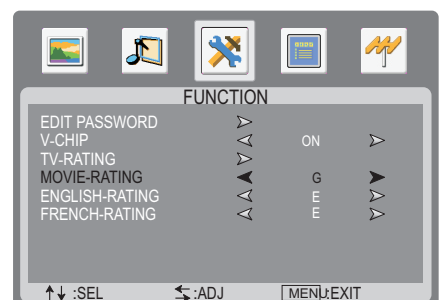 FUNCTION
EDIT PASSWORD
V-CHIP ON
TV-RATING
MOVIE-RATING G
ENGLISH-RATING E
FRENCH-RATING E
:SEL :ADJ MENU:EXIT